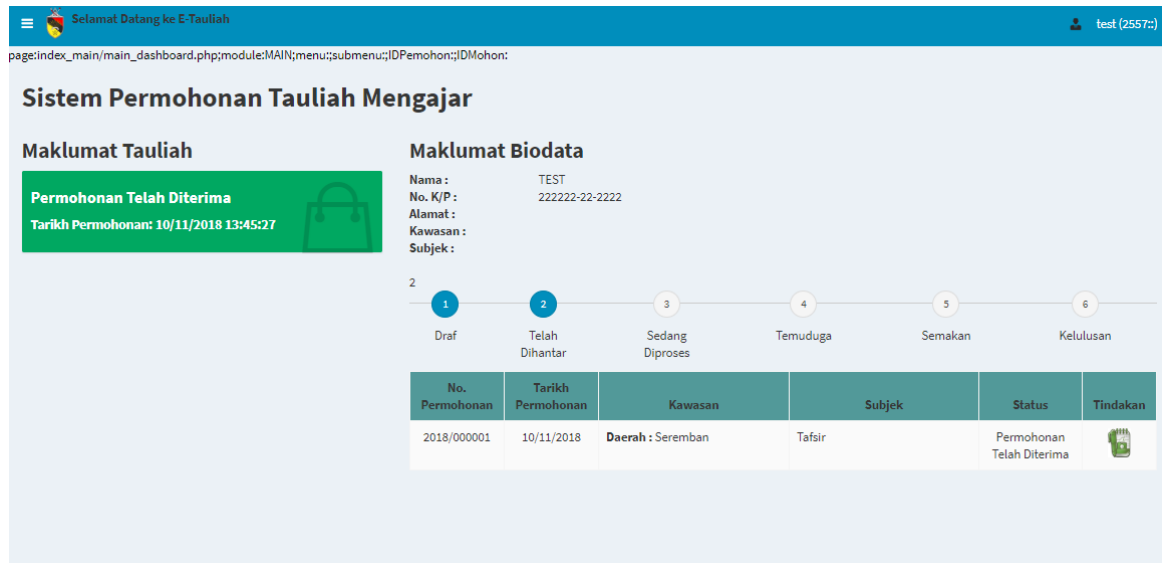 Selamat Datang ke E-Tauliah
test (2557::)
page:index_main/main_dashboard.php;module:MAIN;menu:;submenu:;IDPemohon:;IDMohon:
Sistem Permohonan Tauliah Mengajar
Maklumat Tauliah
Permohonan Telah Diterima
Tarikh Permohonan: 10/11/2018 13:45:27
Maklumat Biodata
Nama : TEST
No. K/P : 222222-22-2222
Alamat :
Kawasan :
Subjek :
2
1 2 3 4 5 6
Draf Telah Sedang Temuduga Semakan Kelulusan
Dihantar Diproses
No. Tarikh
Permohonan Permohonan Kawasan Subjek Status Tindakan
2018/000001 10/11/2018 Daerah : Seremban Tafsir Permohonan
Telah Diterima